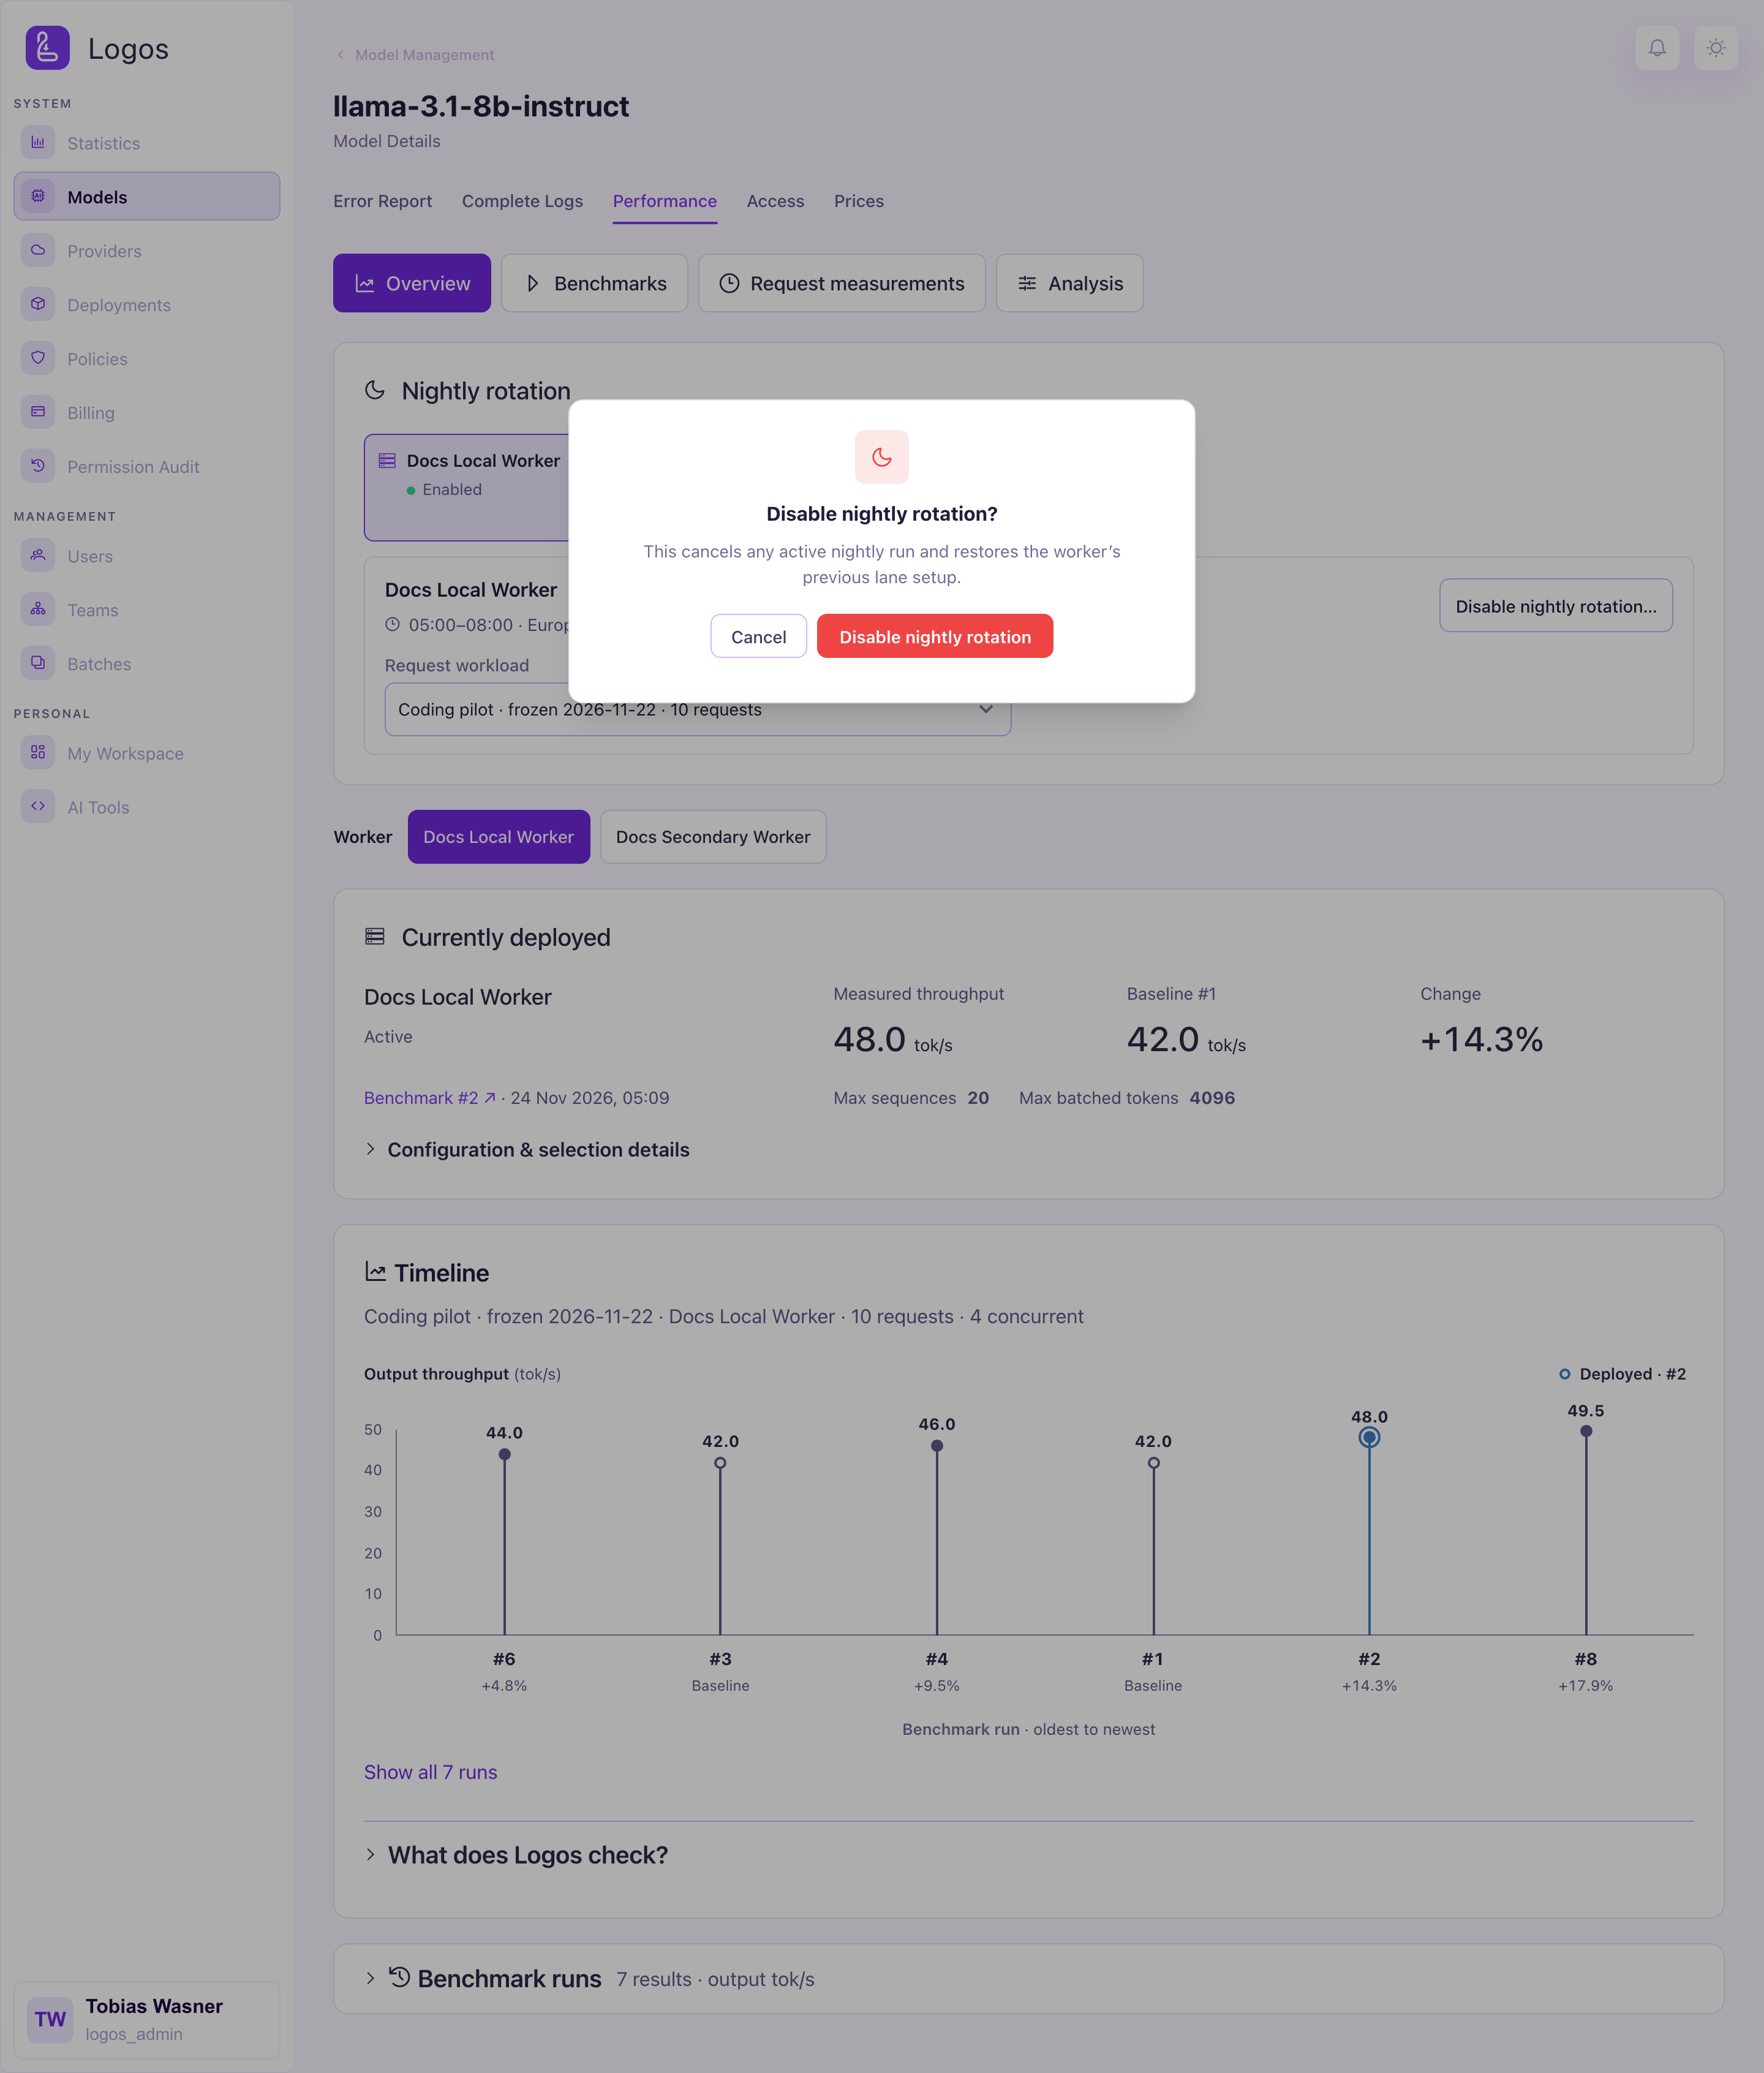 Logos
SYSTEM
Statistics
Models
Providers
Deployments
Policies
Billing
Permission Audit
MANAGEMENT
Users
Teams
Batches
PERSONAL
My Workspace
AI Tools
TW
Tobias Wasner
logos_admin
Model Management
llama-3.1-8b-instruct
Model Details
Error Report
Complete Logs
Performance
Access
Prices
Overview
Benchmarks
Request measurements
Analysis
Nightly rotation
Docs Local Worker
Enabled
Disable nightly rotation?
This cancels any active nightly run and restores the worker’s
previous lane setup.
Cancel
Disable nightly rotation
Docs Local Worker
05:00–08:00 ·
Disable nightly rotation...
Request workload
Coding pilot · frozen 2026-11-22 · 10 requests
Worker
Docs Local Worker
Docs Secondary Worker
Currently deployed
Docs Local Worker
Active
Measured throughput
48.0 tok/s
Baseline #1
42.0 tok/s
Change
+14.3%
Benchmark #2 ↗ · 24 Nov 2026, 05:09
Max sequences 20
Max batched tokens 4096
Configuration & selection details
Timeline
Coding pilot · frozen 2026-11-22 · Docs Local Worker · 10 requests · 4 concurrent
Output throughput (tok/s)
Deployed · #2
50
40
30
20
10
0
44.0
42.0
46.0
42.0
48.0
49.5
#6
#3
#4
#1
#2
#8
+4.8%
Baseline
+9.5%
Baseline
+14.3%
+17.9%
Benchmark run · oldest to newest
Show all 7 runs
What does Logos check?
Benchmark runs 7 results · output tok/s